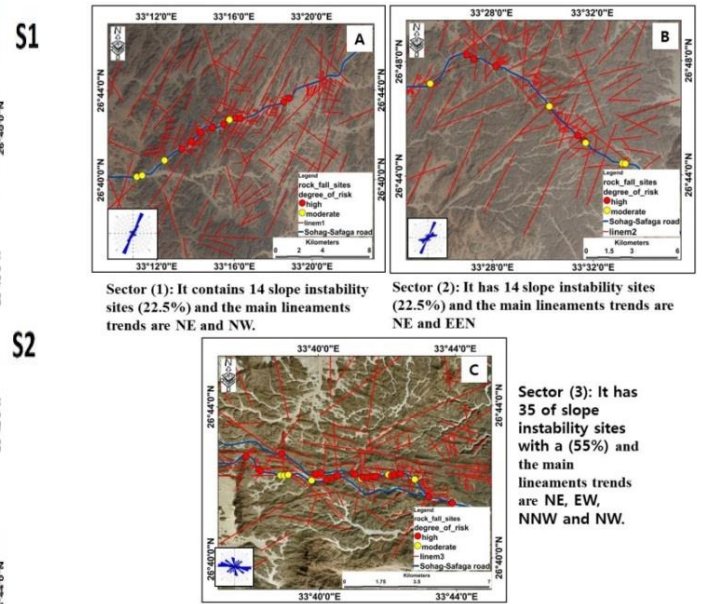 S1
33°12'0"E 33°16'0"E 33°20'0"E
N
A
26°44'0"N
26°40'0"N
26°44'0"N
26°40'0"N
Legend
rock_fall_sites
degree_of_risk
high
moderate
linem1
Sohag-Safaga road
Kilometers
0 2 4 8
33°12'0"E 33°16'0"E 33°20'0"E
33°28'0"E 33°32'0"E
N
B
26°48'0"N
26°44'0"N
26°48'0"N
26°44'0"N
Legend
rock_fall_sites
degree_of_risk
high
moderate
Sohag-Safaga road
linem2
Kilometers
0 1.5 3 6
33°28'0"E 33°32'0"E
Sector (1): It contains 14 slope instability
sites (22.5%) and the main lineaments
trends are NE and NW.
Sector (2): It has 14 slope instability sites
(22.5%) and the main lineaments trends are
NE and EEN
S2
33°40'0"E 33°44'0"E
N
C
26°44'0"N
26°40'0"N
26°44'0"N
26°40'0"N
Legend
rock_fall_sites
degree_of_risk
high
moderate
linem3
Sohag-Safaga road
Kilometers
0 1.75 3.5 7
33°40'0"E 33°44'0"E
Sector (3): It has
35 of slope
instability sites
with a (55%) and
the main
lineaments trends
are NE, EW,
NNW and NW.